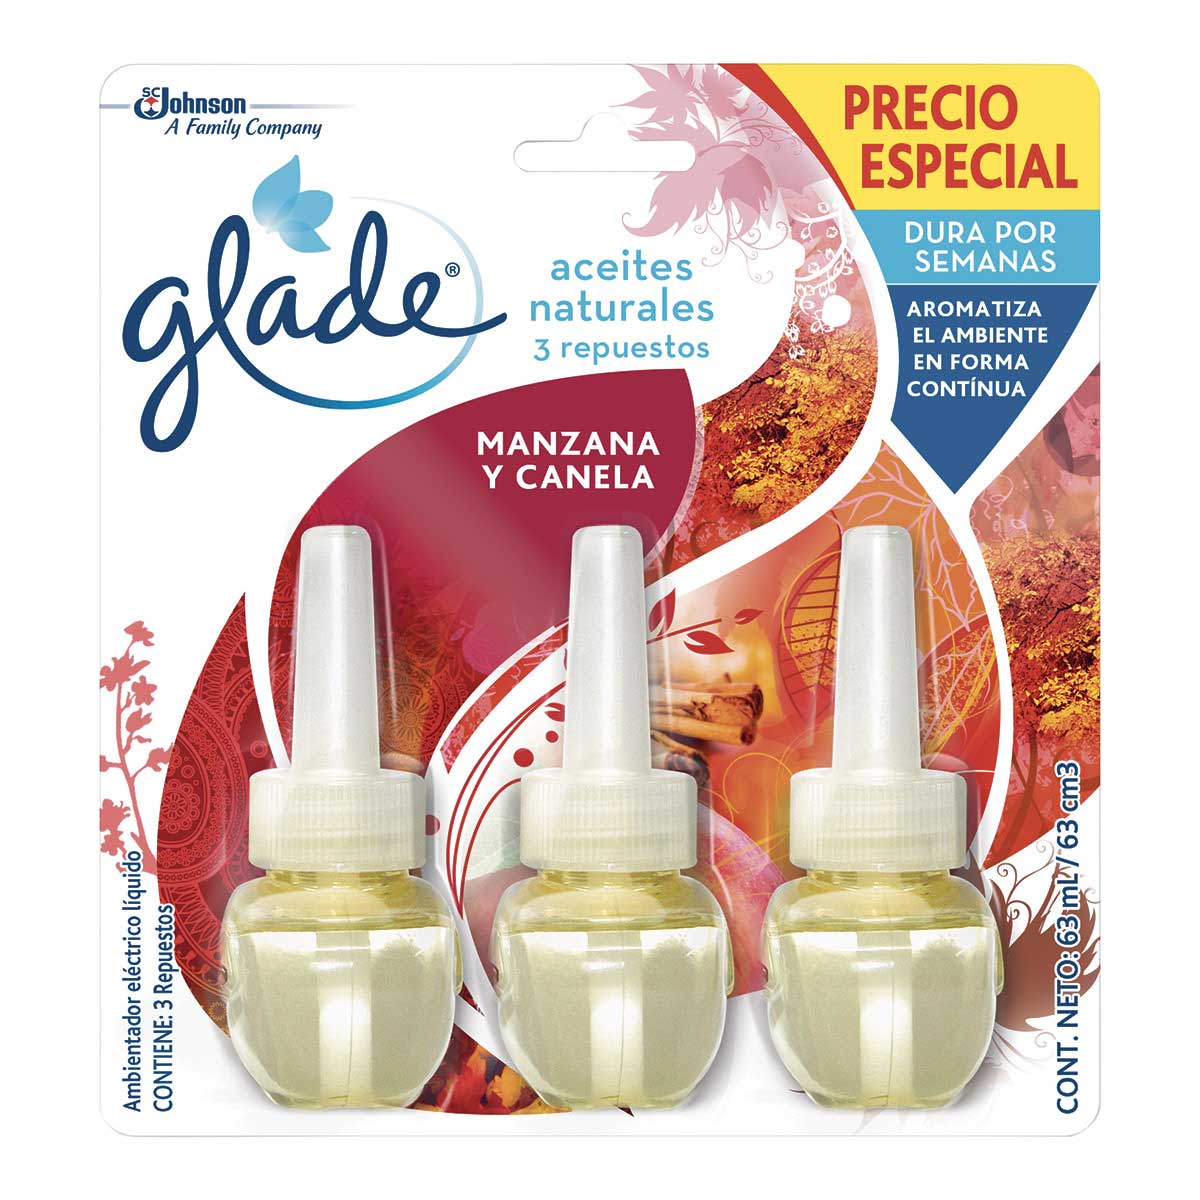 SC Johnson
A Family Company
glade®
aceites
naturales
3 repuestos
MANZANA
Y CANELA
PRECIO
ESPECIAL
DURA POR
SEMANAS
AROMATIZA
EL AMBIENTE
EN FORMA
CONTÍNUA
Ambientador eléctrico líquido
CONTIENE: 3 Repuestos
CONT. NETO: 63 mL / 63 cm3